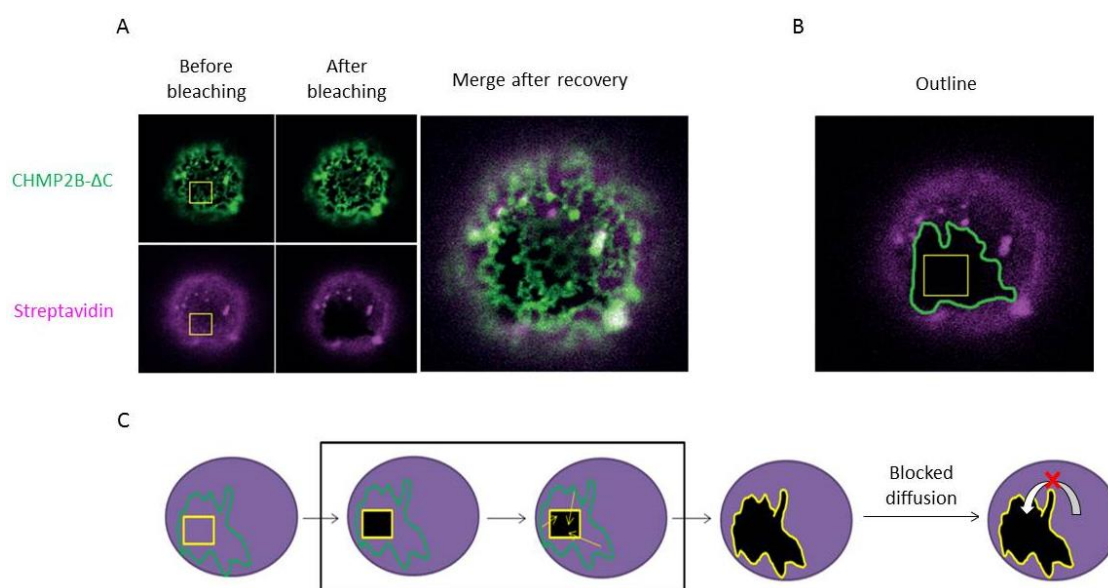 A
B
Before
bleaching
After
bleaching
Merge after recovery
Outline
CHMP2B-ΔC
Streptavidin
C
Blocked
diffusion